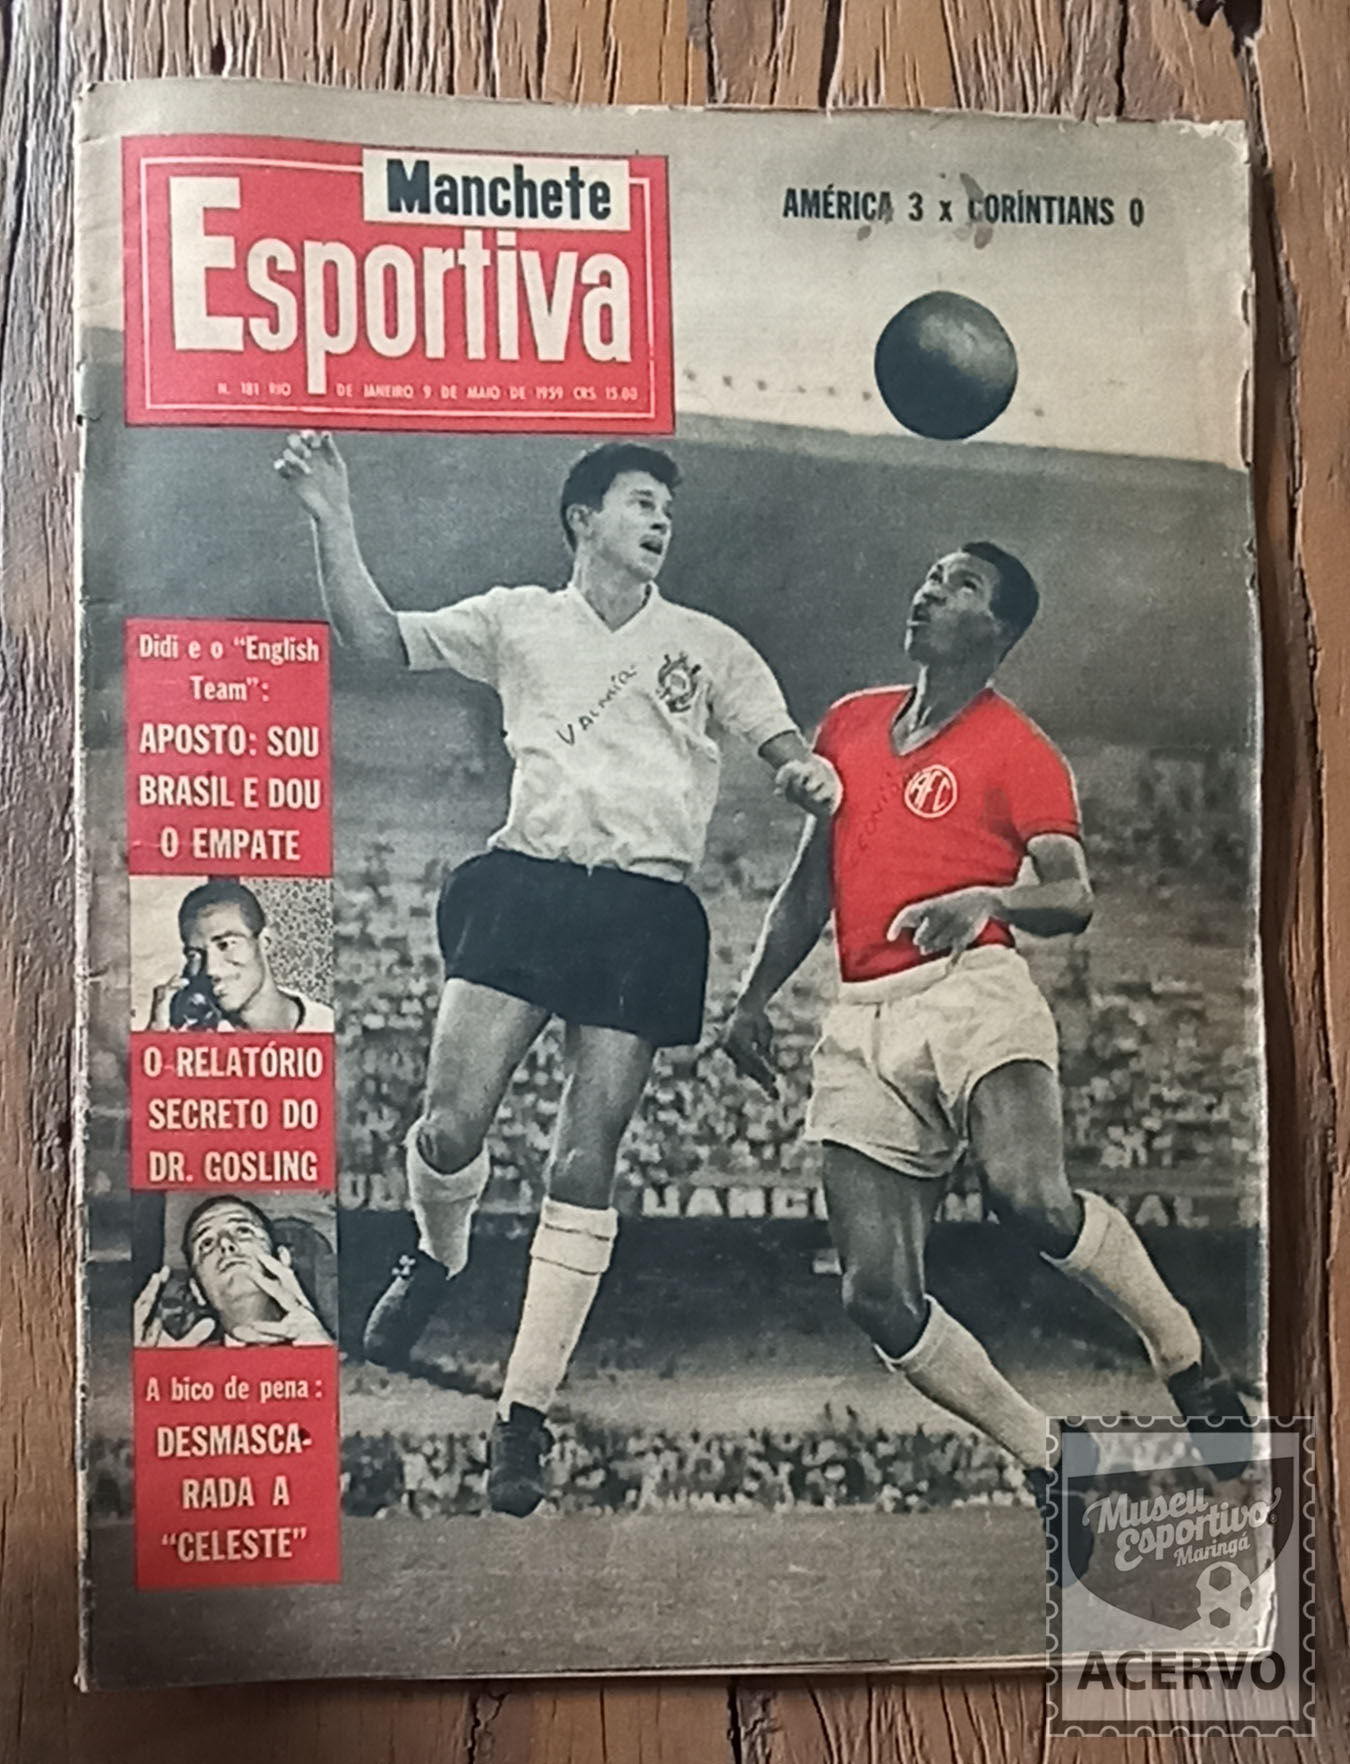 Manchete
Esportiva
N. 181 RIO DE JANEIRO 9 DE MAIO DE 1959 CRS. 15.00
AMÉRICA 3 x CORÍNTIANS 0
Didi e o "English
Team":
APOSTO: SOU
BRASIL E DOU
O EMPATE
O RELATÓRIO
SECRETO DO
DR. GOSLING
A bico de pena:
DESMASCA-
RADA A
"CELESTE"
VALMIR
AFC
Museu
Esportivo
Maringá
ACERVO